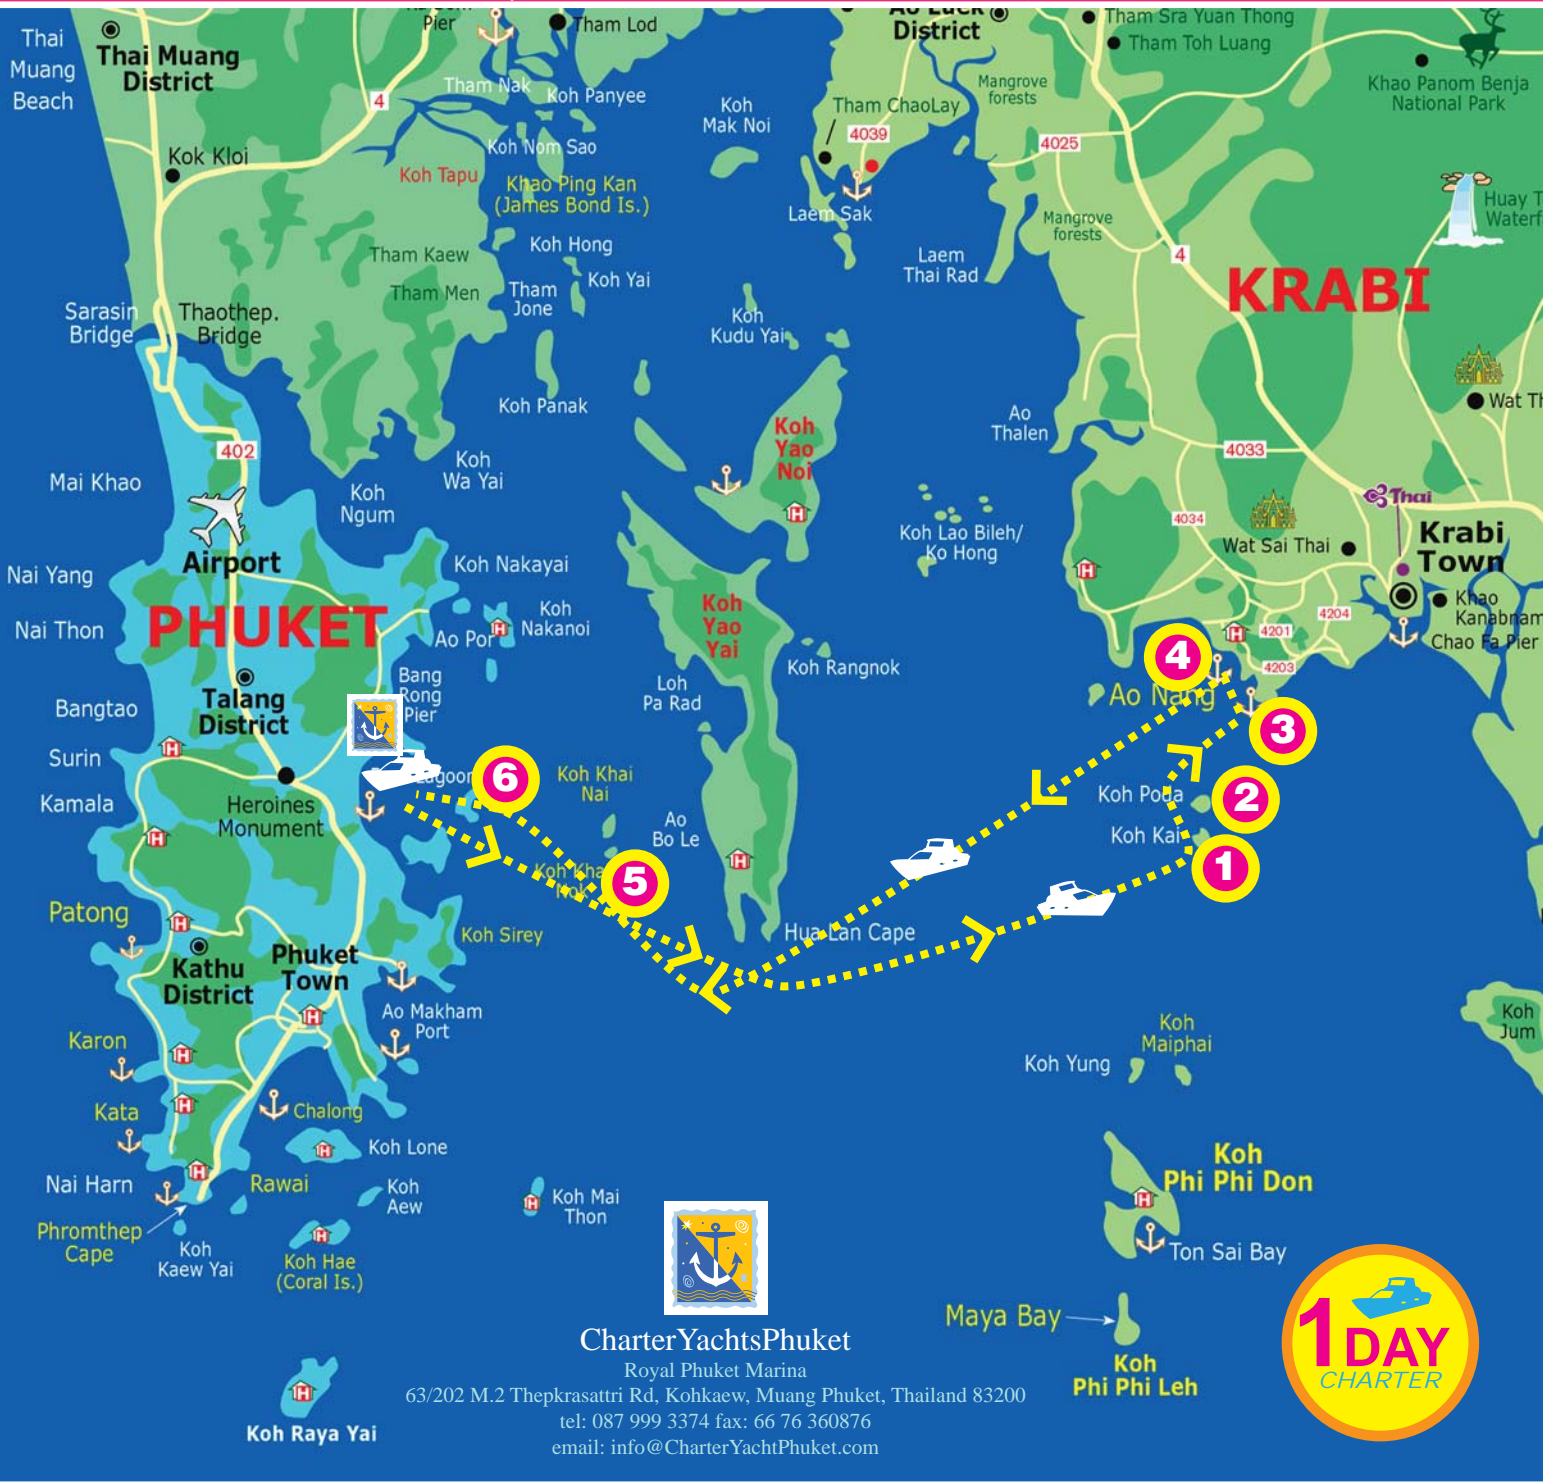 Thai
Muang
Beach
Thai Muang
District
Pier
Tham Lod
Ao Luek
District
Tham Sra Yuan Thong
Tham Toh Luang
Khao Panom Benja
National Park
4
Tham Nak
Koh Panyee
Koh
Mak Noi
Tham ChaoLay
4039
Mangrove
forests
4025
Kok Kloi
Koh Nom Sao
Koh Tapu
Khao Ping Kan
(James Bond Is.)
Laem Sak
Mangrove
forests
Huay T
Waterf
Koh Hong
Tham Kaew
Koh Yai
Laem
Thai Rad
4
KRABI
Tham Men
Tham
Jone
Sarasin
Bridge
Thaothep.
Bridge
Koh
Kudu Yai
Koh Panak
Koh
Yao
Noi
Ao
Thalen
Wat Th
402
4033
Mai Khao
Koh
Wa Yai
Koh
Ngum
Thai
4034
Koh Lao Bileh/
Ko Hong
Wat Sai Thai
Krabi
Town
Airport
Nai Yang
Koh Nakayai
PHUKET
Koh
Nakanoi
Koh
Yao
Yai
Khao
Kanabnam
4204
4201
Nai Thon
Ao Por
Chao Fa Pier
4
4203
Koh Rangnok
Bang
Rong
Pier
Loh
Pa Rad
Ao Nang
Talang
District
Bangtao
3
Surin
6
Koh Khai
Nai
Koh Poda
2
Kamala
Heroines
Monument
Ao
Bo Le
Koh Kai
1
5
Nok
Patong
Koh Sirey
Hua Lan Cape
Kathu
District
Phuket
Town
Ao Makham
Port
Koh
Jum
Karon
Koh
Maiphai
Koh Yung
Kata
Chalong
Koh Lone
Koh
Phi Phi Don
Nai Harn
Rawai
Koh
Aew
Koh Mai
Thon
Phromthep
Cape
Koh
Kaew Yai
Koh Hae
(Coral Is.)
Ton Sai Bay
Maya Bay
Koh
Phi Phi Leh
CharterYachtsPhuket
Royal Phuket Marina
63/202 M.2 Thepkrasattri Rd, Kohkaew, Muang Phuket, Thailand 83200
tel: 087 999 3374 fax: 66 76 360876
email: info@CharterYachtPhuket.com
Koh Raya Yai
1 DAY
CHARTER